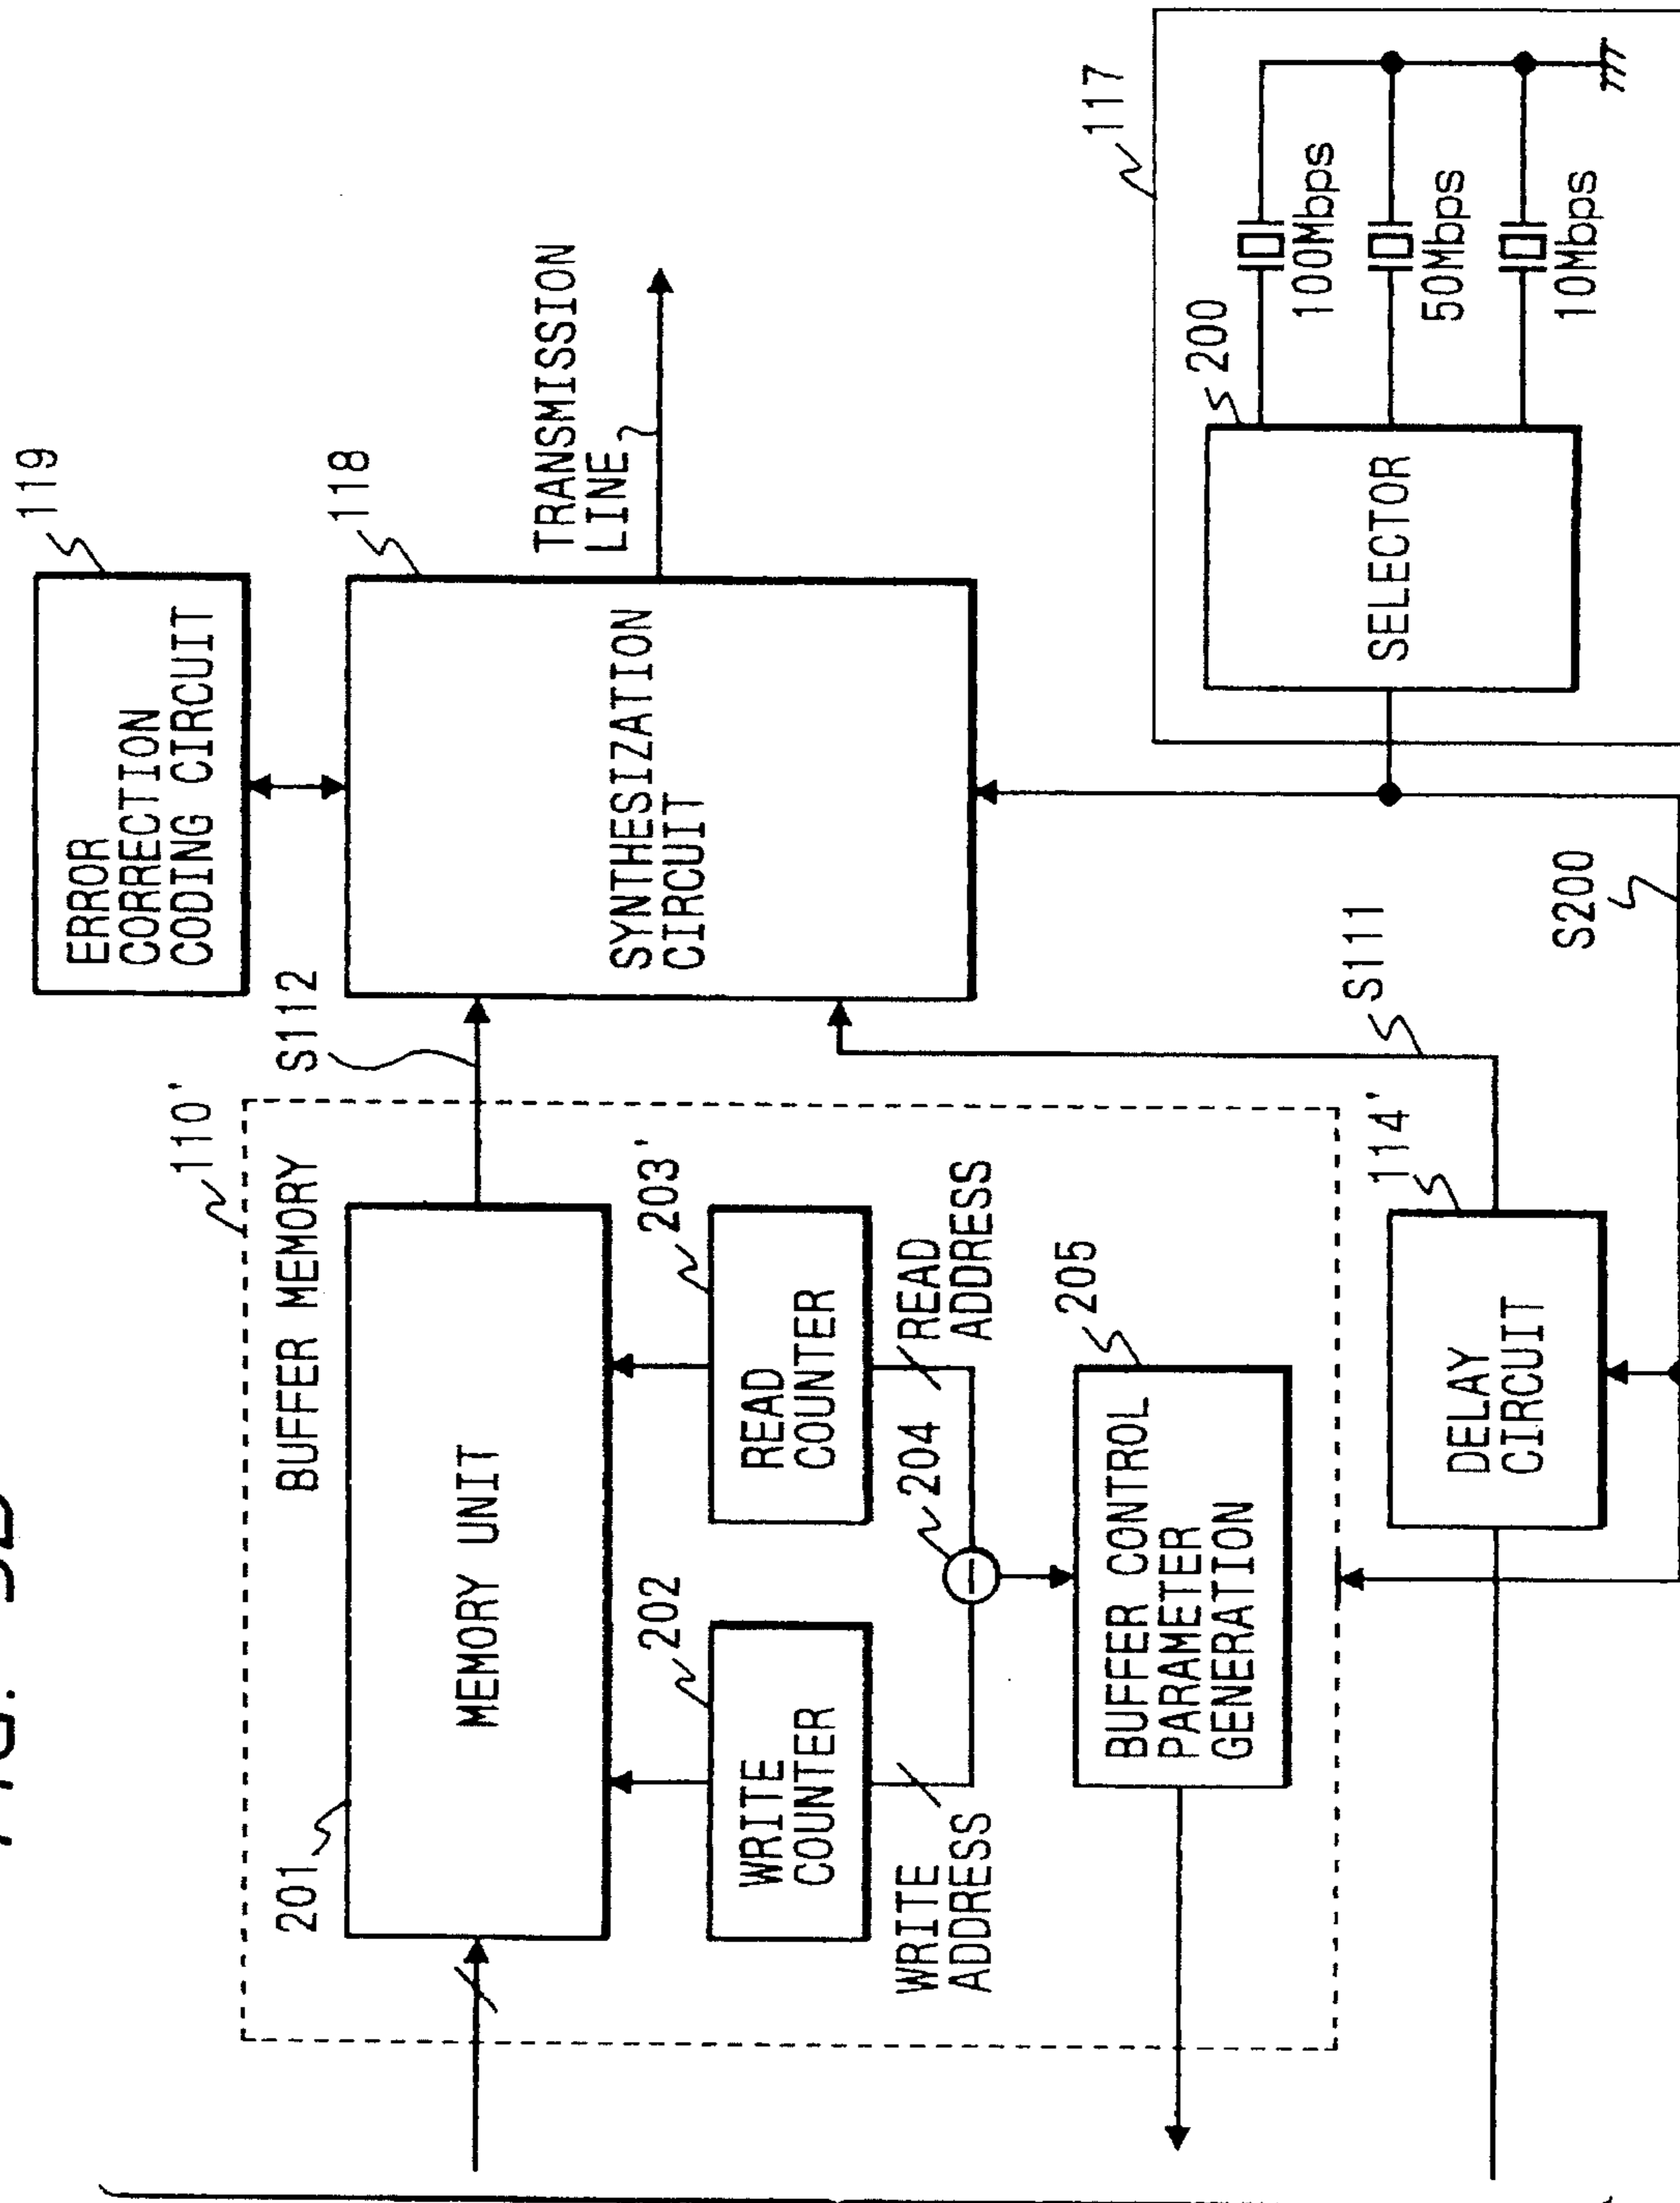 110'
BUFFER MEMORY
201
MEMORY UNIT
S112
202
WRITE
COUNTER
203'
READ
COUNTER
WRITE
ADDRESS
204
READ
ADDRESS
205
BUFFER CONTROL
PARAMETER
GENERATION
114'
DELAY
CIRCUIT
S111
S200
119
ERROR
CORRECTION
CODING CIRCUIT
118
SYNTHESIZATION
CIRCUIT
TRANSMISSION
LINE
117
200
SELECTOR
100Mbps
50Mbps
10Mbps